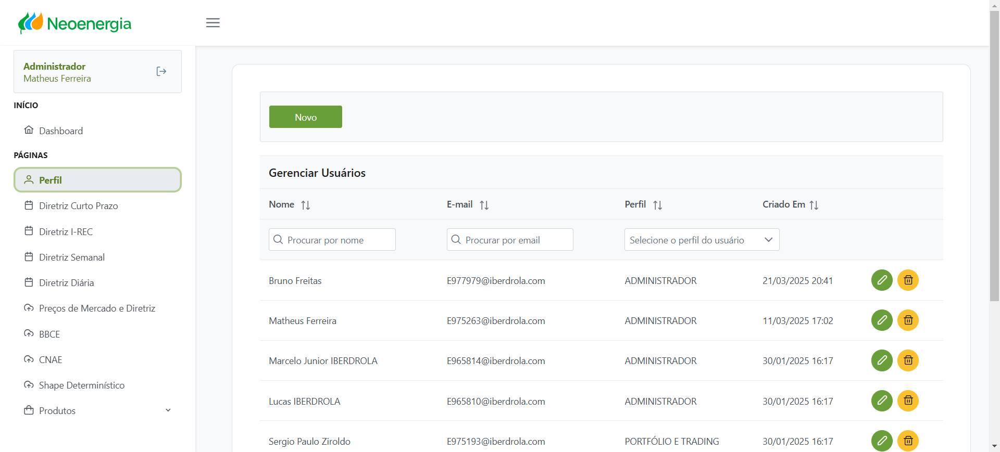 Neoenergia
Administrador
Matheus Ferreira
INÍCIO
Dashboard
PÁGINAS
Perfil
Diretriz Curto Prazo
Diretriz I-REC
Diretriz Semanal
Diretriz Diária
Preços de Mercado e Diretriz
BBCE
CNAE
Shape Determinístico
Produtos
Novo
Gerenciar Usuários
Nome E-mail Perfil Criado Em
Procurar por nome Procurar por email Selecione o perfil do usuário
Bruno Freitas E977979@iberdrola.com ADMINISTRADOR 21/03/2025 20:41
Matheus Ferreira E975263@iberdrola.com ADMINISTRADOR 11/03/2025 17:02
Marcelo Junior IBERDROLA E965814@iberdrola.com ADMINISTRADOR 30/01/2025 16:17
Lucas IBERDROLA E965810@iberdrola.com ADMINISTRADOR 30/01/2025 16:17
Sergio Paulo Ziroldo E975193@iberdrola.com PORTFÓLIO E TRADING 30/01/2025 16:17